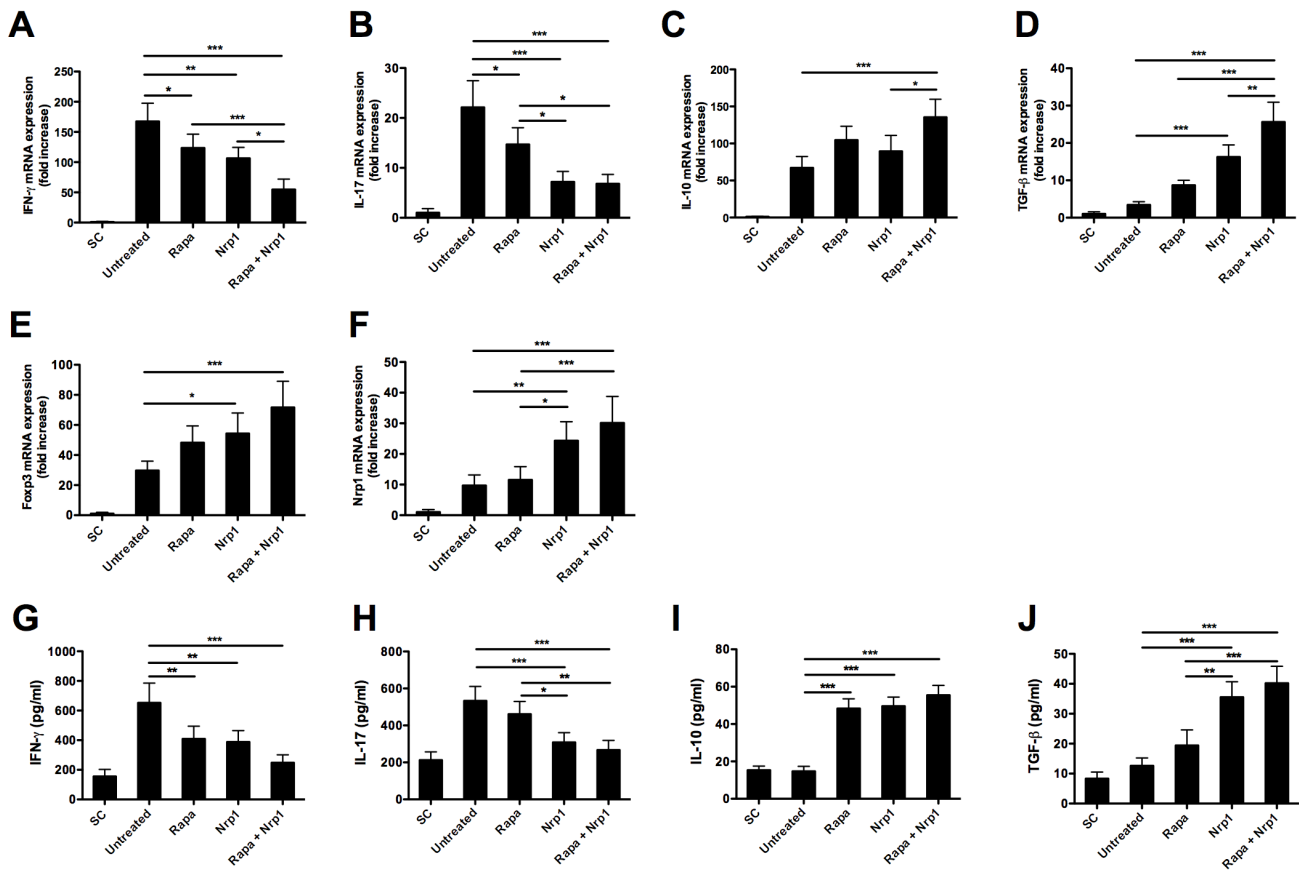 A
IFN-γ mRNA expression
(fold increase)
250
200
150
100
50
0
***
**
*
***
*
SC
Untreated
Rapa
Nrp1
Rapa + Nrp1
B
IL-17 mRNA expression
(fold increase)
30
20
10
0
***
***
*
*
*
SC
Untreated
Rapa
Nrp1
Rapa + Nrp1
C
IL-10 mRNA expression
(fold increase)
150
100
50
0
***
*
SC
Untreated
Rapa
Nrp1
Rapa + Nrp1
D
TGF-β mRNA expression
(fold increase)
40
30
20
10
0
***
***
**
***
SC
Untreated
Rapa
Nrp1
Rapa + Nrp1
E
Foxp3 mRNA expression
(fold increase)
100
80
60
40
20
0
***
*
SC
Untreated
Rapa
Nrp1
Rapa + Nrp1
F
Nrp1 mRNA expression
(fold increase)
50
40
30
20
10
0
***
***
**
*
SC
Untreated
Rapa
Nrp1
Rapa + Nrp1
G
IFN-γ (pg/ml)
1000
800
600
400
200
0
***
**
**
SC
Untreated
Rapa
Nrp1
Rapa + Nrp1
H
IL-17 (pg/ml)
800
600
400
200
0
***
***
**
*
SC
Untreated
Rapa
Nrp1
Rapa + Nrp1
I
IL-10 (pg/ml)
80
60
40
20
0
***
***
***
SC
Untreated
Rapa
Nrp1
Rapa + Nrp1
J
TGF-β (pg/ml)
50
40
30
20
10
0
***
***
***
**
SC
Untreated
Rapa
Nrp1
Rapa + Nrp1